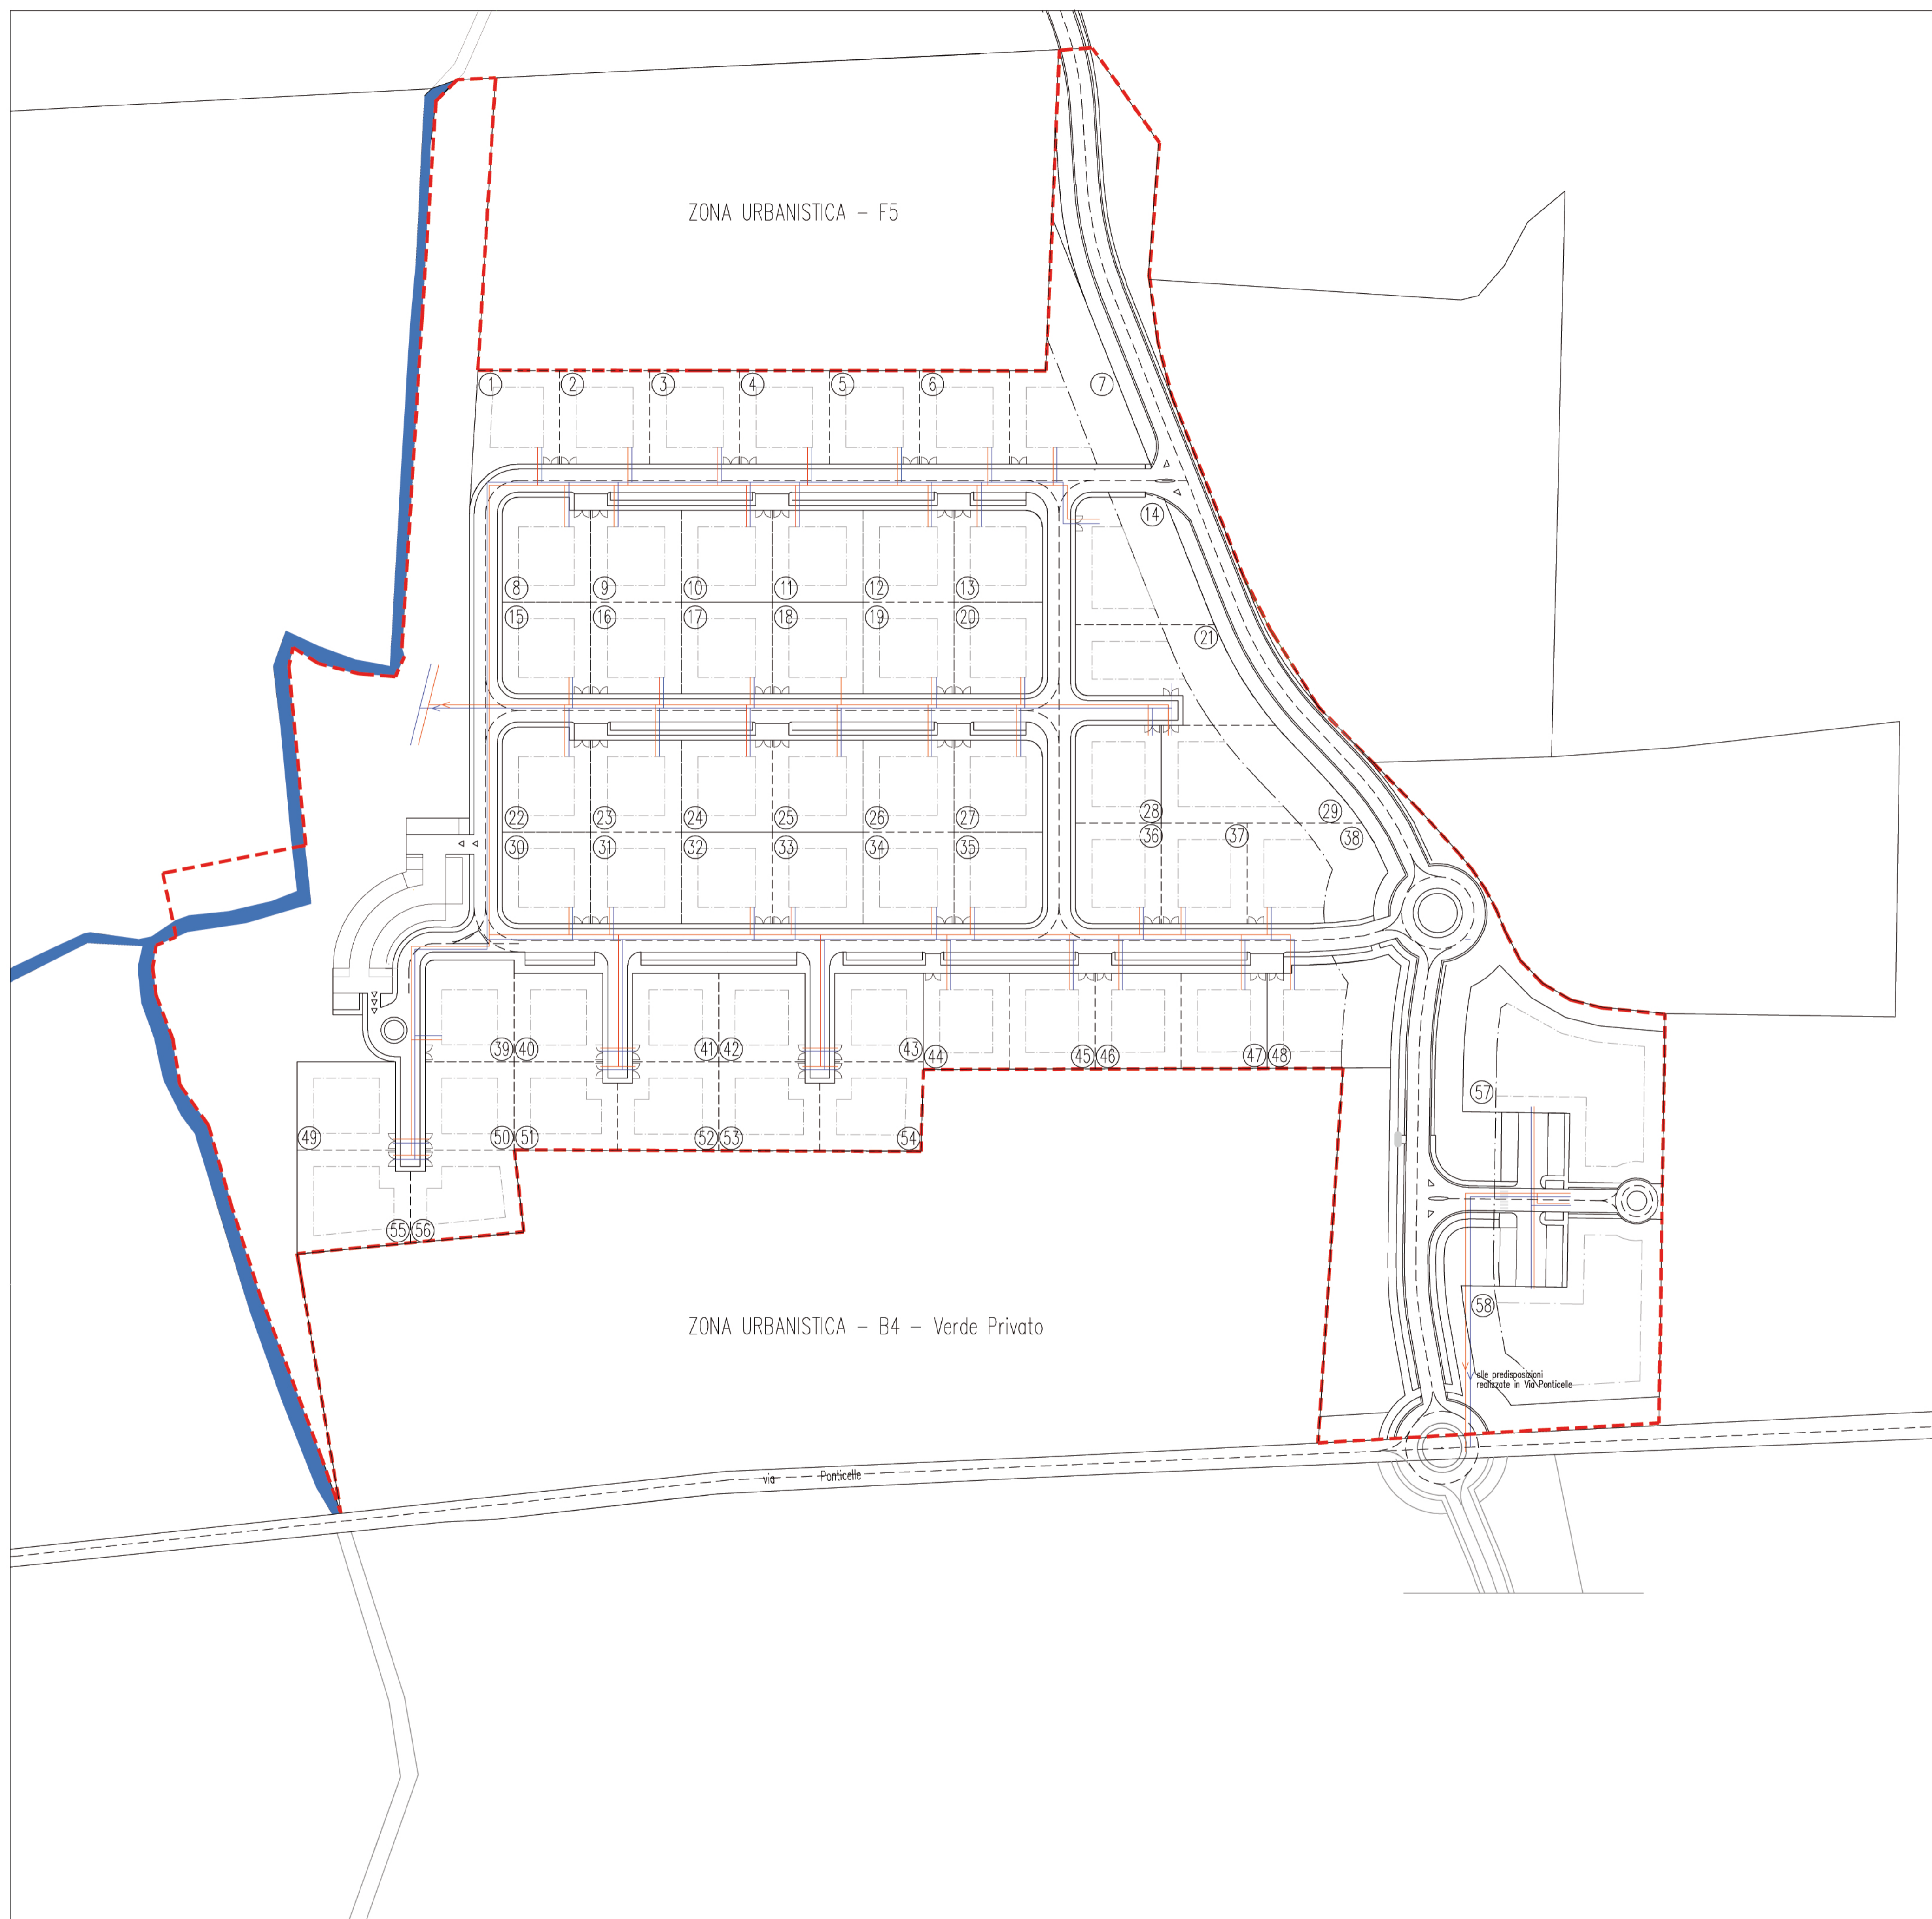 ZONA URBANISTICA - F5
1 2 3 4 5 6 7
14
8 9 10 11 12 13
15 16 17 18 19 20
21
22 23 24 25 26 27 28 29
30 31 32 33 34 35 36 37 38
39 40 41 42 43 44 45 46 47 48
57
49 50 51 52 53 54
55 56
58
ZONA URBANISTICA - B4 - Verde Privato
alle predisposizioni
realizzate in Via Ponticelle
via Ponticelle